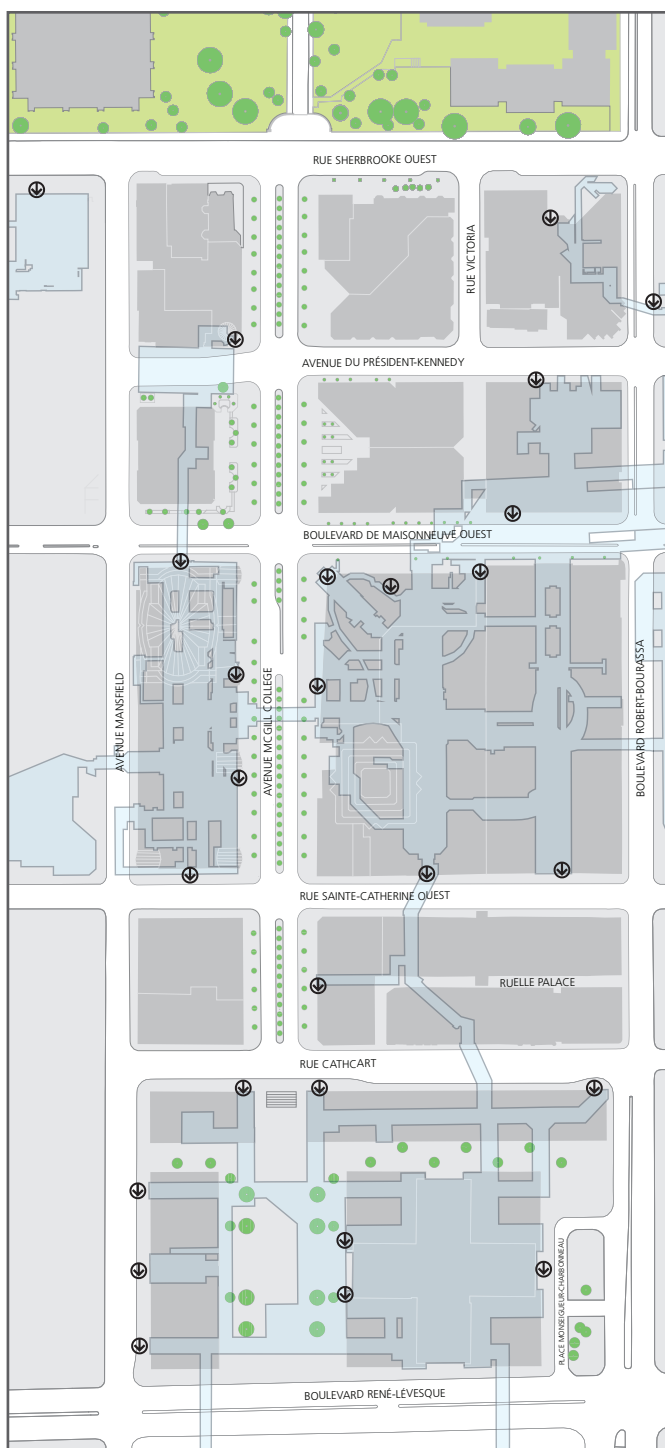 RUE SHERBROOKE OUEST
RUE VICTORIA
AVENUE DU PRÉSIDENT-KENNEDY
BOULEVARD DE MAISONNEUVE OUEST
AVENUE MANSFIELD
AVENUE MCGILL COLLEGE
BOULEVARD ROBERT-BOURASSA
RUE SAINTE-CATHERINE OUEST
RUELLE PALACE
RUE CATHCART
PLACE MONSEIGUEUR-CHARBONNEAU
BOULEVARD RENÉ-LÉVESQUE